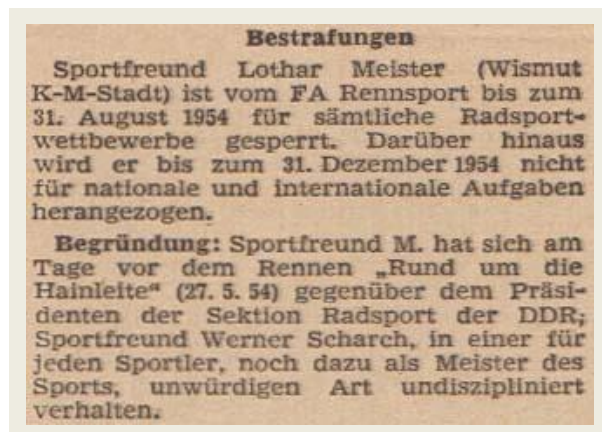 Bestrafungen
Sportfreund Lothar Meister (Wismut
K-M-Stadt) ist vom FA Rennsport bis zum
31. August 1954 für sämtliche Radsport-
wettbewerbe gesperrt. Darüber hinaus
wird er bis zum 31. Dezember 1954 nicht
für nationale und internationale Aufgaben
herangezogen.
Begründung: Sportfreund M. hat sich am
Tage vor dem Rennen „Rund um die
Hainleite“ (27. 5. 54) gegenüber dem Präsi-
denten der Sektion Radsport der DDR,
Sportfreund Werner Scharch, in einer für
jeden Sportler, noch dazu als Meister des
Sports, unwürdigen Art undiszipliniert
verhalten.